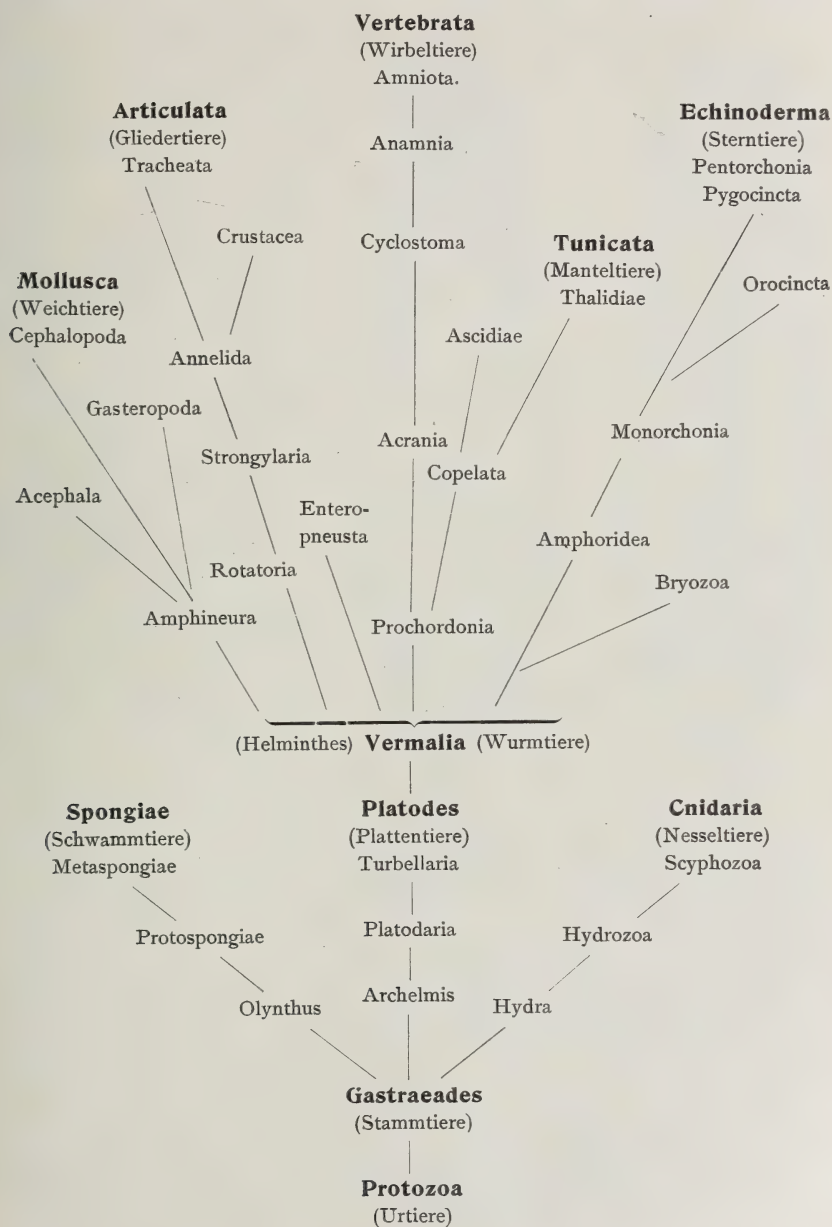 Vertebrata
(Wirbeltiere)
Amniota.
Articulata
(Gliedertiere)
Tracheata
Echinoderma
(Sterntiere)
Pentorchonia
Pygocincta
Anamnia
Crustacea
Cyclostoma
Tunicata
(Manteltiere)
Thalidiae
Mollusca
(Weichtiere)
Cephalopoda
Orocincta
Ascidiae
Annelida
Gasteropoda
Acrania
Monorchonia
Strongylaria
Copelata
Acephala
Entero-
pneusta
Amphoridea
Rotatoria
Bryozoa
Amphineura
Prochordonia
(Helminthes) Vermalia (Wurmtiere)
Spongiae
(Schwammtiere)
Metaspongiae
Platodes
(Plattentiere)
Turbellaria
Cnidaria
(Nesseltiere)
Scyphozoa
Protospongiae
Platodaria
Hydrozoa
Olynthus
Archelmis
Hydra
Gastraeades
(Stammtiere)
Protozoa
(Urtiere)